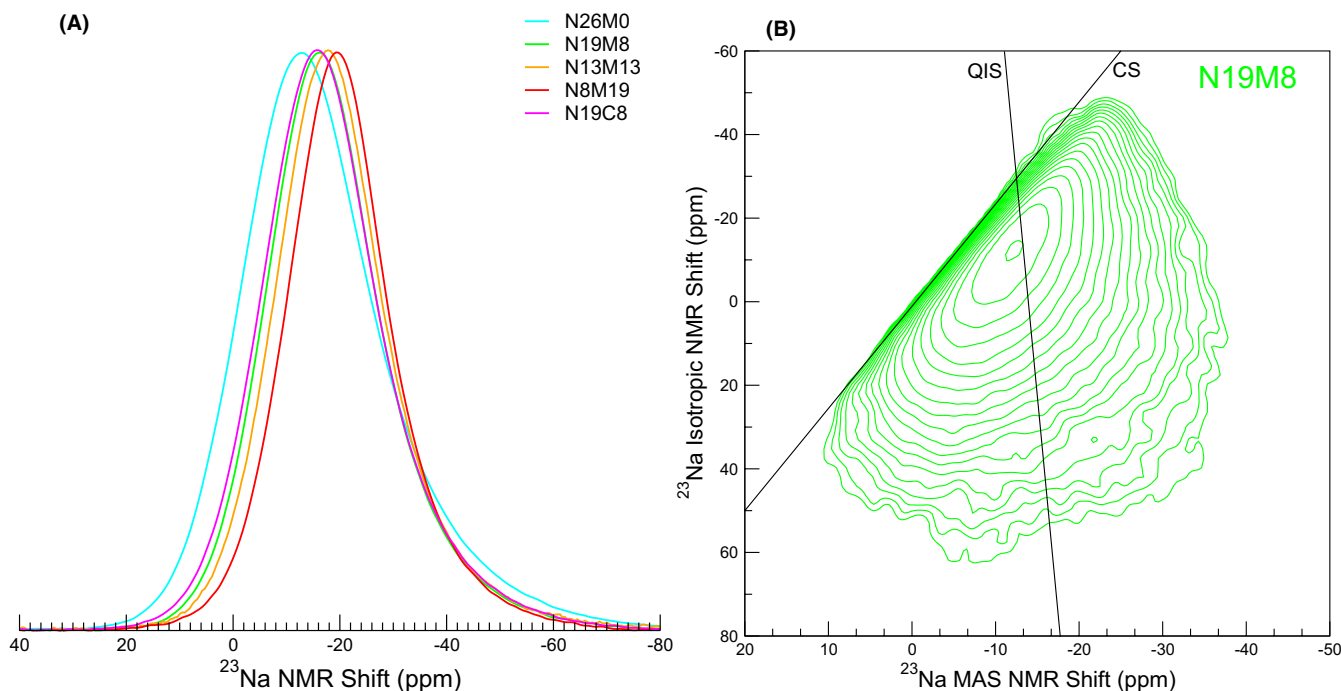 (A)
N26M0
N19M8
N13M13
N8M19
N19C8
40 20 0 -20 -40 -60 -80
²³Na NMR Shift (ppm)
(B)
QIS CS N19M8
-60
-40
-20
0
20
40
60
80
²³Na Isotropic NMR Shift (ppm)
20 10 0 -10 -20 -30 -40 -50
²³Na MAS NMR Shift (ppm)